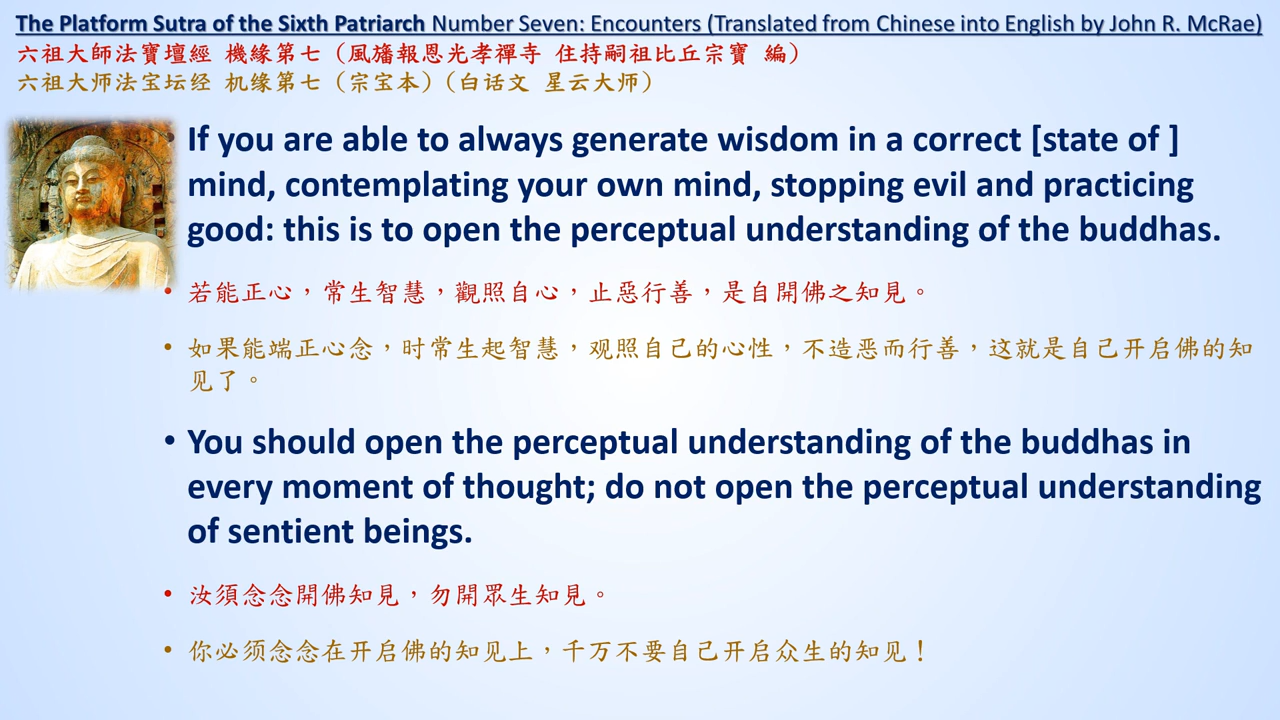 The Platform Sutra of the Sixth Patriarch Number Seven: Encounters (Translated from Chinese into English by John R. McRae)
六祖大師法寶壇經 機緣第七（風旛報恩光孝禪寺 住持嗣祖比丘宗寶 編）
六祖大师法宝坛经 机缘第七（宗宝本）（白话文 星云大师）
• If you are able to always generate wisdom in a correct [state of ]
mind, contemplating your own mind, stopping evil and practicing
good: this is to open the perceptual understanding of the buddhas.
• 若能正心，常生智慧，觀照自心，止惡行善，是自開佛之知見。
• 如果能端正心念，时常生起智慧，观照自己的心性，不造恶而行善，这就是自己开启佛的知
见了。
• You should open the perceptual understanding of the buddhas in
every moment of thought; do not open the perceptual understanding
of sentient beings.
• 汝須念念開佛知見，勿開眾生知見。
• 你必须念念在开启佛的知见上，千万不要自己开启众生的知见！